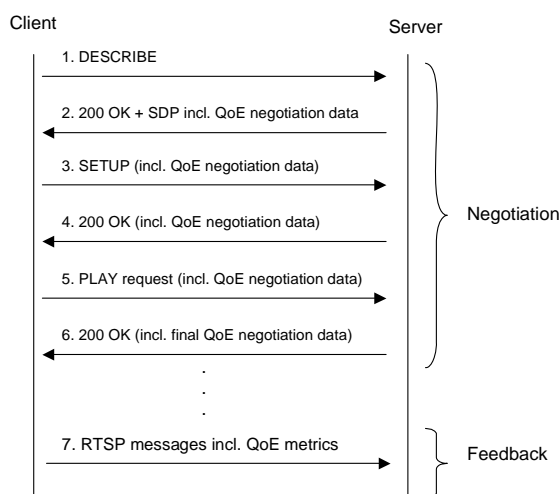 Client
Server
1. DESCRIBE
2. 200 OK + SDP incl. QoE negotiation data
3. SETUP (incl. QoE negotiation data)
4. 200 OK (incl. QoE negotiation data)
Negotiation
5. PLAY request (incl. QoE negotiation data)
6. 200 OK (incl. final QoE negotiation data)
.
.
.
7. RTSP messages incl. QoE metrics
Feedback